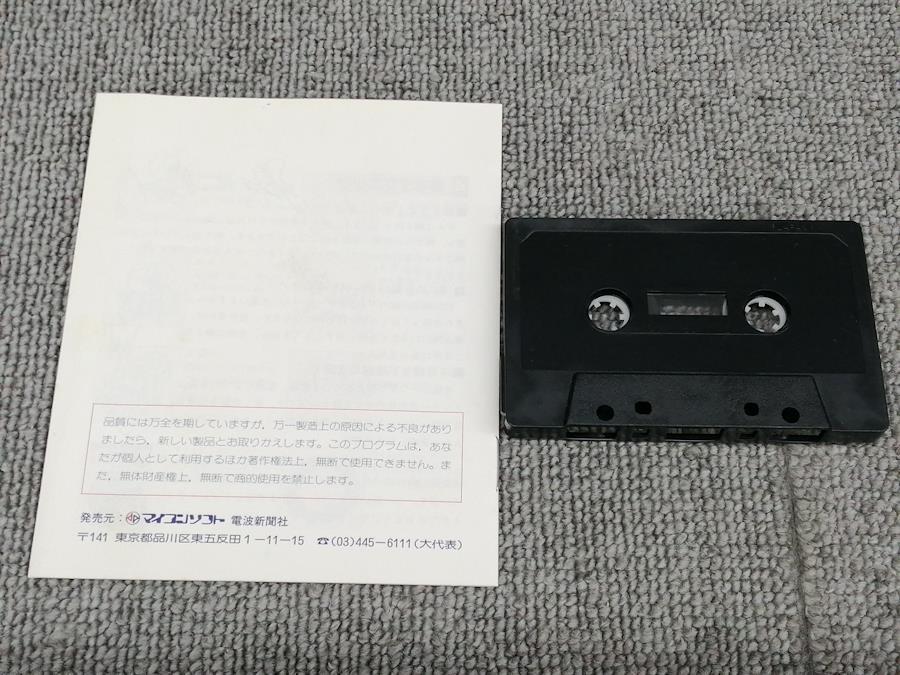 品質には万全を期していますが，万一製造上の原因による不良があり
ましたら，新しい製品とお取りかえします。このプログラムは，あな
たが個人として利用するほか著作権法上，無断で使用できません。ま
た，無体財産権上，無断で商的使用を禁止します。
発売元：マイコンソフト 電波新聞社
〒141 東京都品川区東五反田1－11－15 ☎(03)445－6111(大代表)